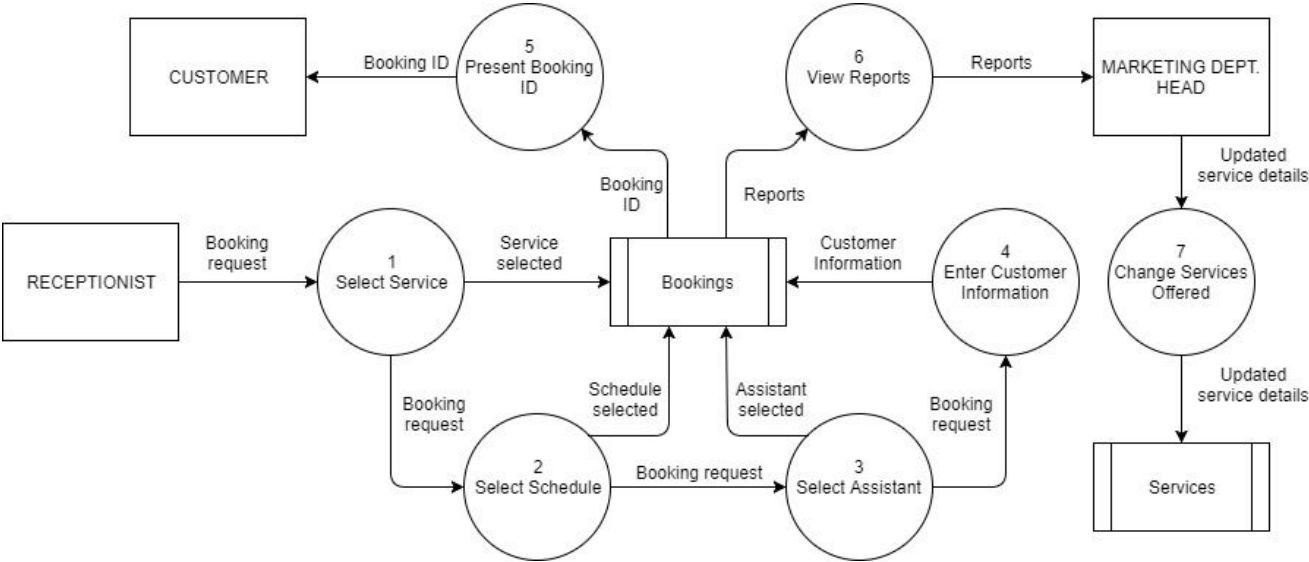 CUSTOMER
Booking ID
5
Present Booking
ID
6
View Reports
Reports
MARKETING DEPT.
HEAD
Booking
ID
Reports
Updated
service details
RECEPTIONIST
Booking
request
1
Select Service
Service
selected
Bookings
Customer
Information
4
Enter Customer
Information
7
Change Services
Offered
Booking
request
Schedule
selected
Assistant
selected
Booking
request
Updated
service details
2
Select Schedule
Booking request
3
Select Assistant
Services